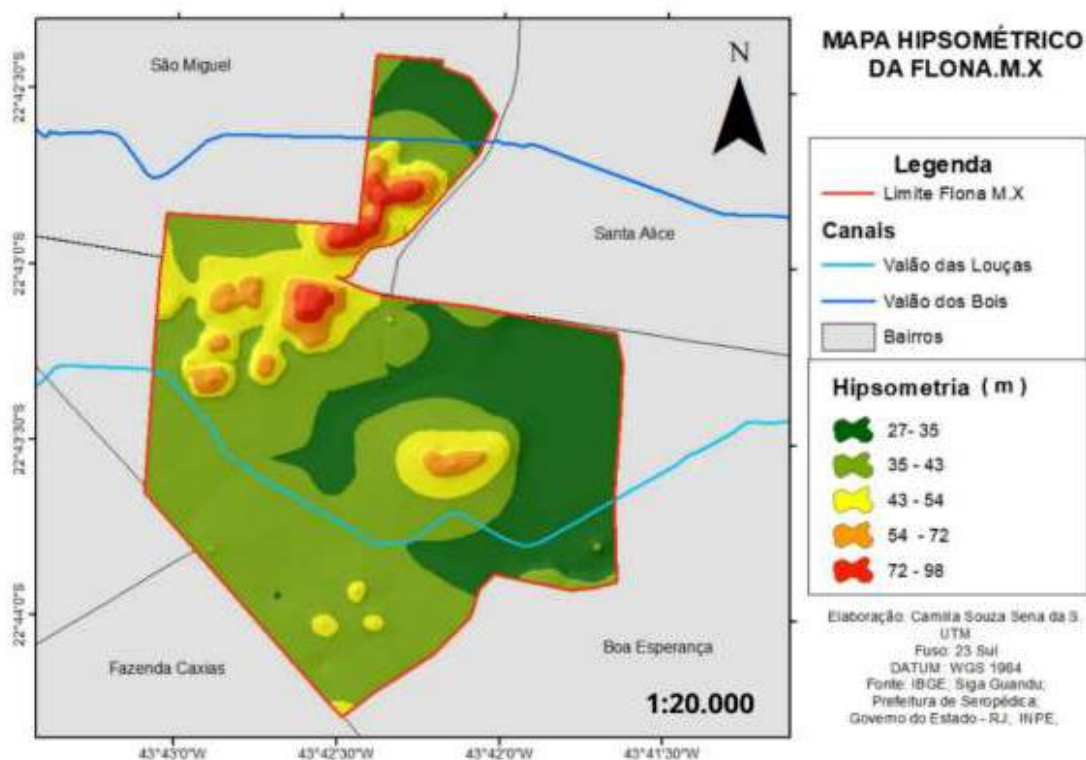 MAPA HIPSOMÉTRICO
DA FLONA.M.X
N
São Miguel
Santa Alice
Fazenda Caxias
Boa Esperança
1:20.000
22°42'30"S
22°43'0"S
22°43'30"S
22°44'0"S
43°43'0"W
43°42'30"W
43°42'0"W
43°41'30"W
Legenda
Limite Flona M.X
Canais
Valão das Louças
Valão dos Bois
Bairros
Hipsometria ( m )
27- 35
35 - 43
43 - 54
54 - 72
72 - 98
Elaboração: Camilla Souza Sena da S.
UTM
Fuso: 23 Sul
DATUM: WGS 1984
Fonte: IBGE; Siga Guandu;
Prefeitura de Seropédica;
Governo do Estado - RJ, INPE,